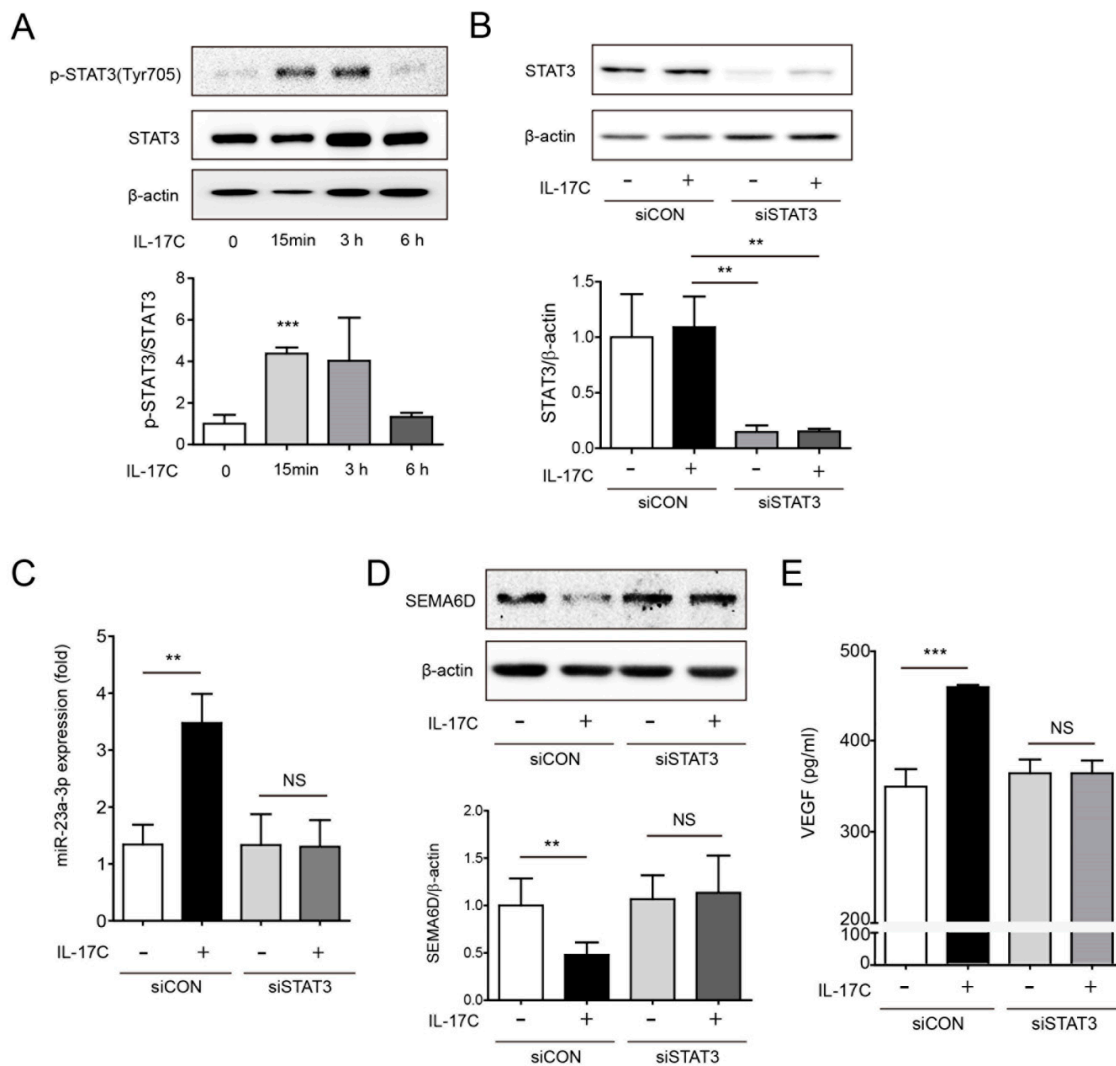 A
p-STAT3(Tyr705)
STAT3
β-actin
IL-17C 0 15min 3 h 6 h
p-STAT3/STAT3
8
6
4
2
0
***
IL-17C 0 15min 3 h 6 h
B
STAT3
β-actin
IL-17C - + - +
siCON siSTAT3
**
**
STAT3/β-actin
1.5
1.0
0.5
0.0
IL-17C - + - +
siCON siSTAT3
C
miR-23a-3p expression (fold)
5
4
3
2
1
0
**
NS
IL-17C - + - +
siCON siSTAT3
D
SEMA6D
β-actin
IL-17C - + - +
siCON siSTAT3
SEMA6D/β-actin
2.0
1.5
1.0
0.5
0.0
**
NS
IL-17C - + - +
siCON siSTAT3
E
VEGF (pg/ml)
500
400
300
200
100
0
***
NS
IL-17C - + - +
siCON siSTAT3